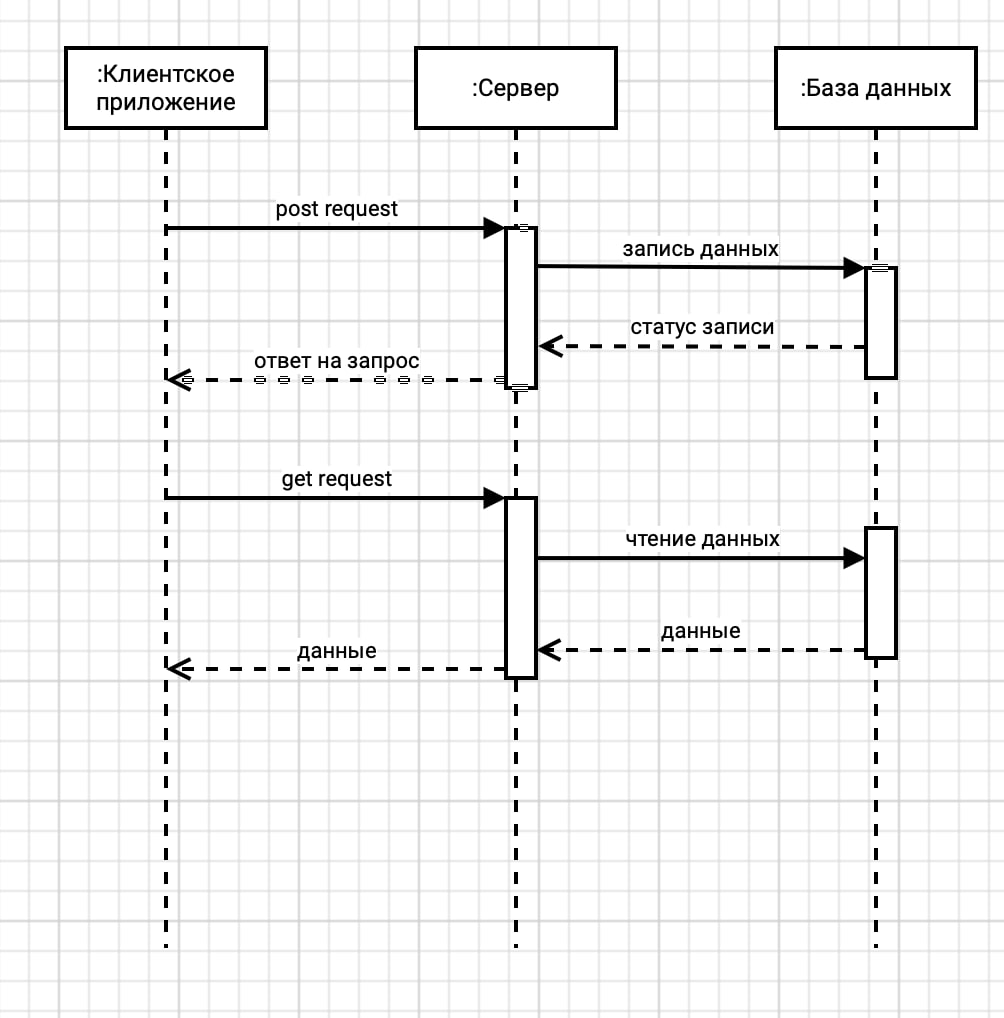 :Клиентское
приложение
:Сервер
:База данных
post request
запись данных
статус записи
ответ на запрос
get request
чтение данных
данные
данные